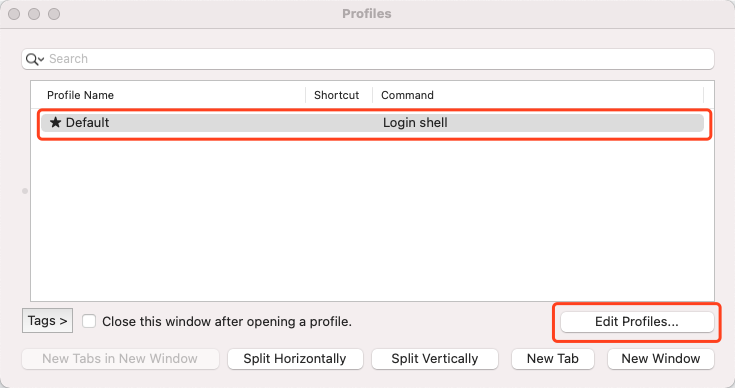 Profiles
Search
Profile Name Shortcut Command
★ Default Login shell
Tags > Close this window after opening a profile. Edit Profiles...
New Tabs in New Window Split Horizontally Split Vertically New Tab New Window